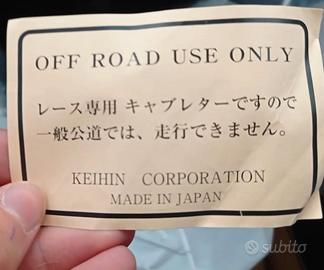 OFF ROAD USE ONLY
レース専用 キャブレターですので
一般公道では、走行できません。
KEIHIN CORPORATION
MADE IN JAPAN
subito